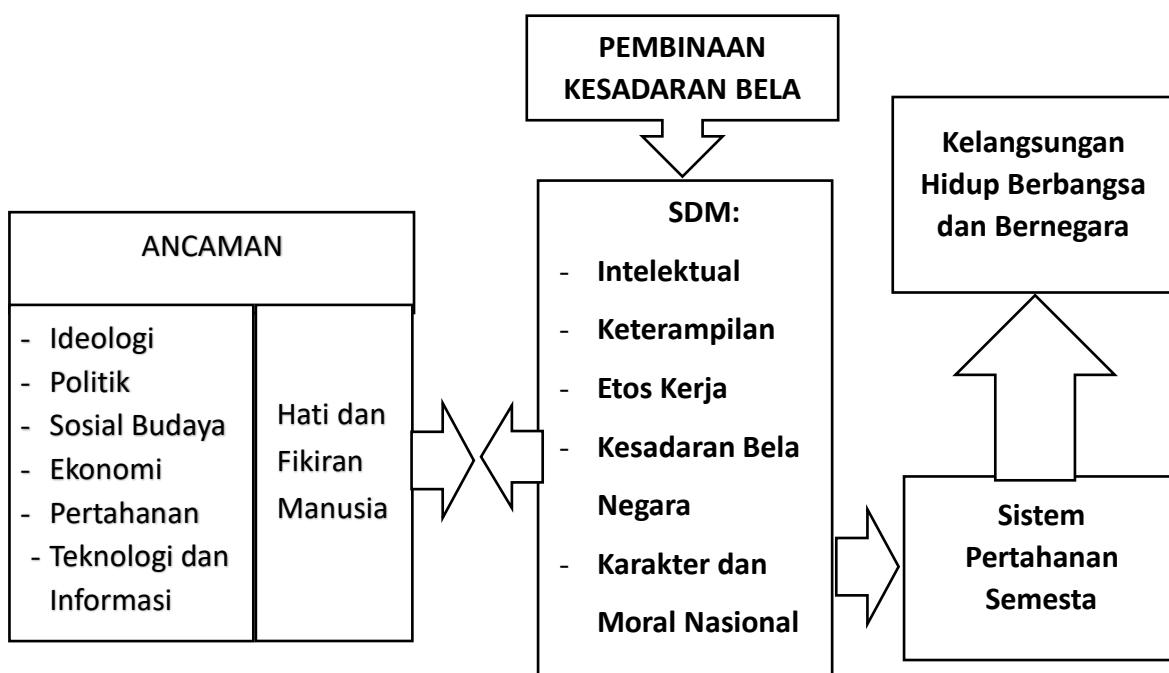 PEMBINAAN
KESADARAN BELA
ANCAMAN
- Ideologi
- Politik
- Sosial Budaya
- Ekonomi
- Pertahanan
- Teknologi dan
Informasi
Hati dan
Fikiran
Manusia
SDM:
- Intelektual
- Keterampilan
- Etos Kerja
- Kesadaran Bela
Negara
- Karakter dan
Moral Nasional
Kelangsungan
Hidup Berbangsa
dan Bernegara
Sistem
Pertahanan
Semesta